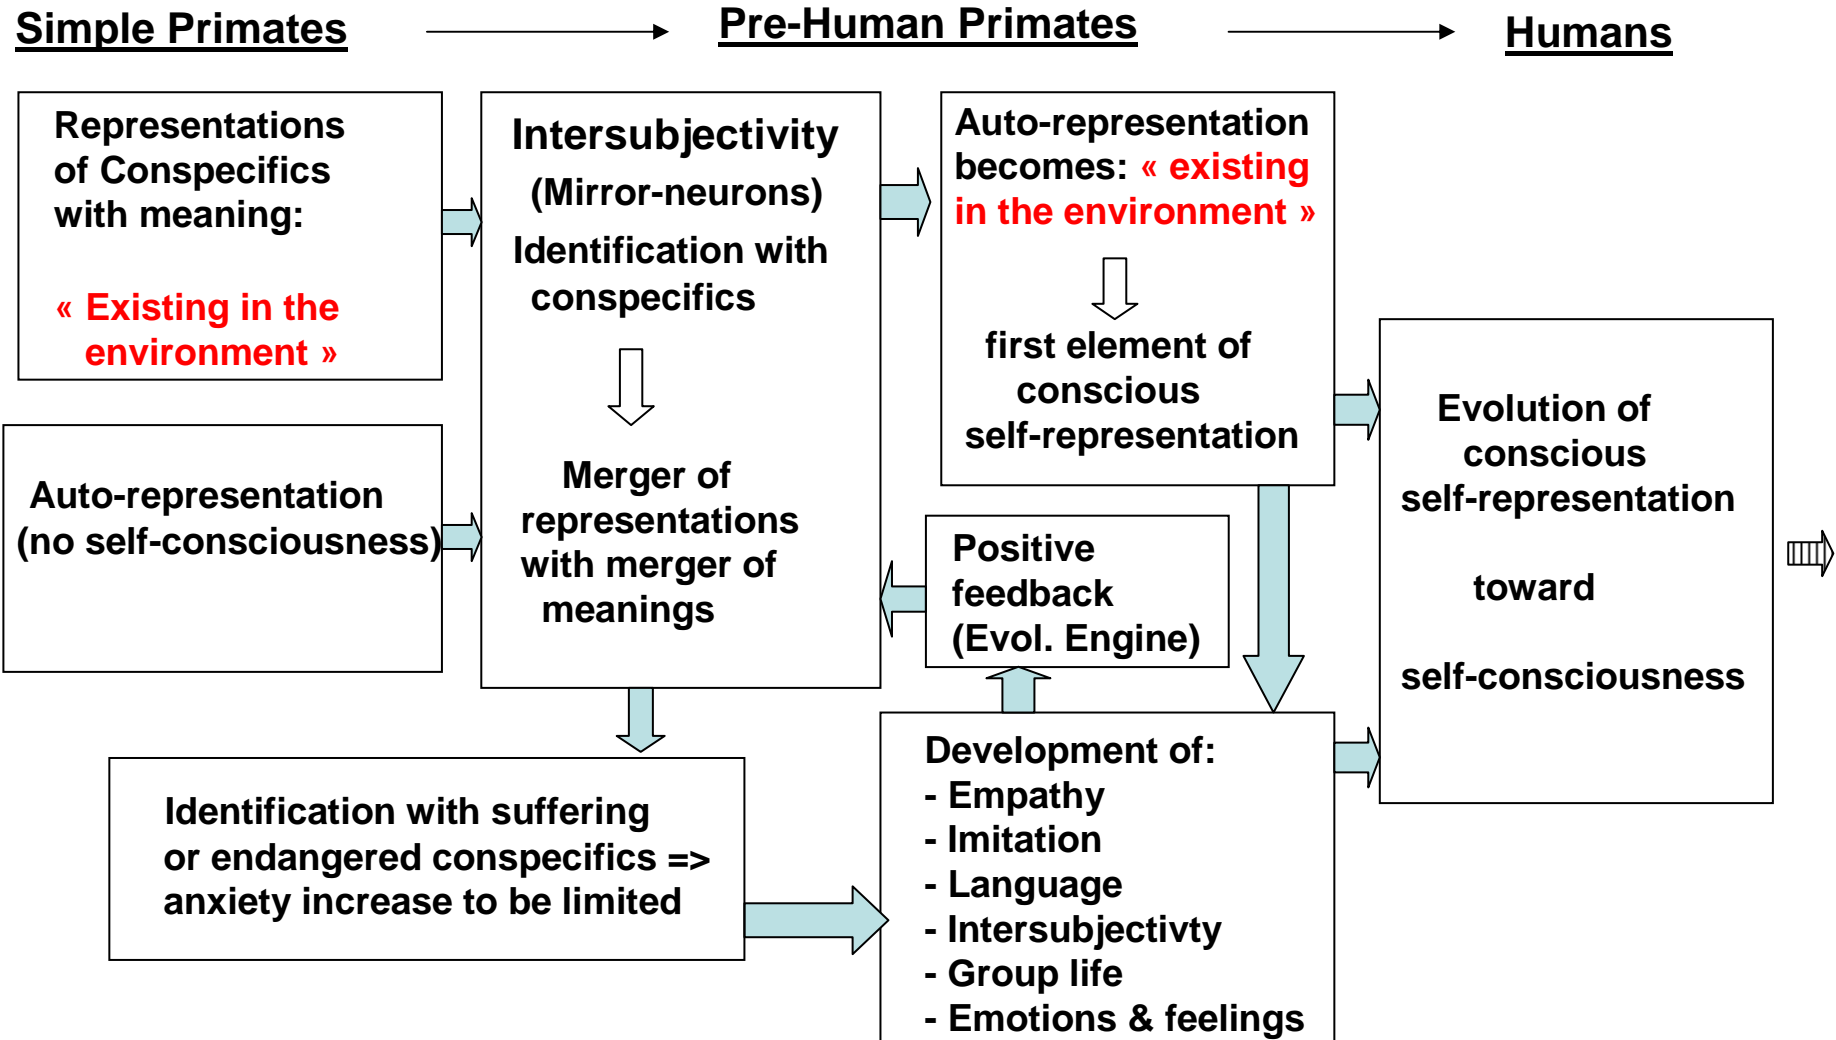 Simple Primates
Pre-Human Primates
Humans
Representations
of Conspecifics
with meaning:
« Existing in the
environment »
Auto-representation
(no self-consciousness)
Intersubjectivity
(Mirror-neurons)
Identification with
conspecifics
Merger of
representations
with merger of
meanings
Auto-representation
becomes: « existing
in the environment »
first element of
conscious
self-representation
Positive
feedback
(Evol. Engine)
Identification with suffering
or endangered conspecifics =>
anxiety increase to be limited
Development of:
- Empathy
- Imitation
- Language
- Intersubjectivty
- Group life
- Emotions & feelings
Evolution of
conscious
self-representation
toward
self-consciousness